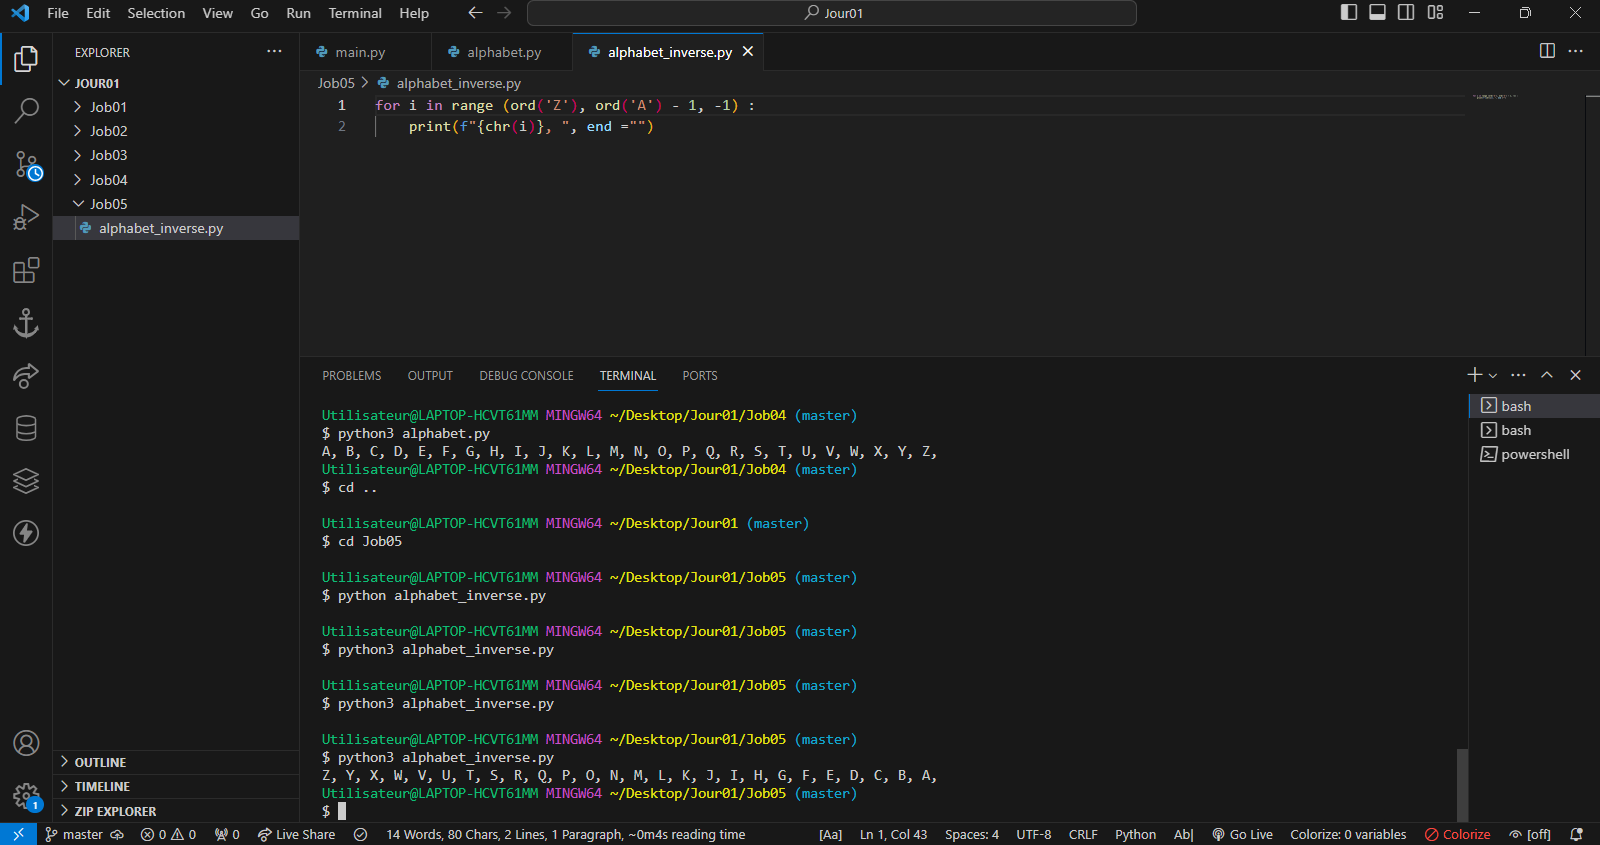 File Edit Selection View Go Run Terminal Help
Jour01
EXPLORER
JOUR01
Job01
Job02
Job03
Job04
Job05
alphabet_inverse.py
OUTLINE
TIMELINE
ZIP EXPLORER
main.py alphabet.py alphabet_inverse.py
Job05 > alphabet_inverse.py
1 for i in range (ord('Z'), ord('A') - 1, -1) :
2 print(f"{chr(i)}, ", end ="")
PROBLEMS OUTPUT DEBUG CONSOLE TERMINAL PORTS
Utilisateur@LAPTOP-HCVT61MM MINGW64 ~/Desktop/Jour01/Job04 (master)
$ python3 alphabet.py
A, B, C, D, E, F, G, H, I, J, K, L, M, N, O, P, Q, R, S, T, U, V, W, X, Y, Z,
Utilisateur@LAPTOP-HCVT61MM MINGW64 ~/Desktop/Jour01/Job04 (master)
$ cd ..
Utilisateur@LAPTOP-HCVT61MM MINGW64 ~/Desktop/Jour01 (master)
$ cd Job05
Utilisateur@LAPTOP-HCVT61MM MINGW64 ~/Desktop/Jour01/Job05 (master)
$ python alphabet_inverse.py
Utilisateur@LAPTOP-HCVT61MM MINGW64 ~/Desktop/Jour01/Job05 (master)
$ python3 alphabet_inverse.py
Utilisateur@LAPTOP-HCVT61MM MINGW64 ~/Desktop/Jour01/Job05 (master)
$ python3 alphabet_inverse.py
Utilisateur@LAPTOP-HCVT61MM MINGW64 ~/Desktop/Jour01/Job05 (master)
$ python3 alphabet_inverse.py
Z, Y, X, W, V, U, T, S, R, Q, P, O, N, M, L, K, J, I, H, G, F, E, D, C, B, A,
Utilisateur@LAPTOP-HCVT61MM MINGW64 ~/Desktop/Jour01/Job05 (master)
$
bash
bash
powershell
1
master 0 0 0 Live Share 14 Words, 80 Chars, 2 Lines, 1 Paragraph, ~0m4s reading time [Aa] Ln 1, Col 43 Spaces: 4 UTF-8 CRLF Python Ab| Go Live Colorize: 0 variables Colorize [off]